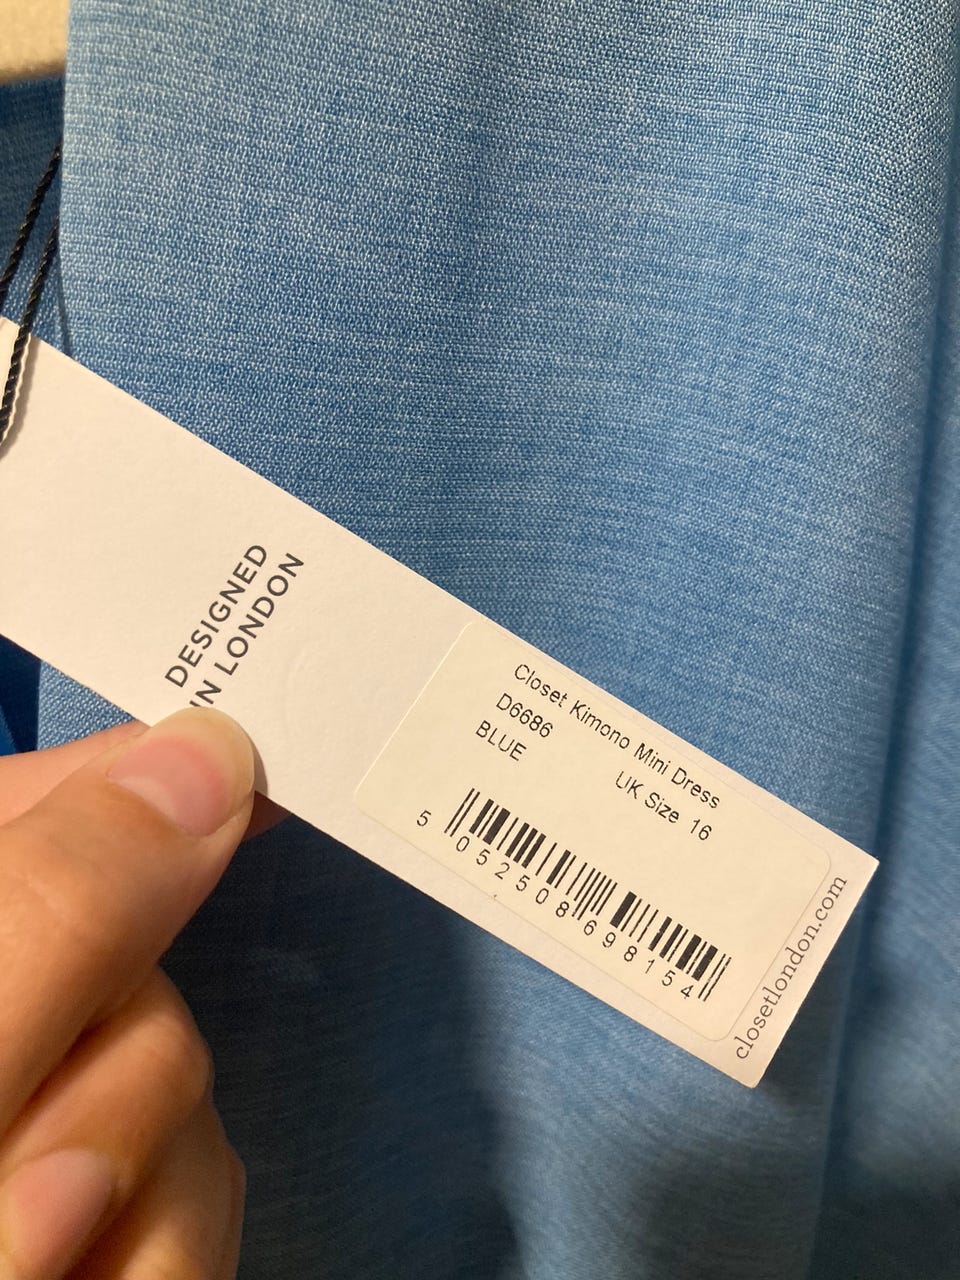 DESIGNED
IN LONDON
Closet Kimono Mini Dress
D6686
BLUE
UK Size 16
5 052508 698154
closetlondon.com